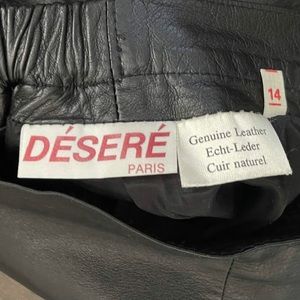 14
DÉSERÉ
PARIS
Genuine Leather
Echt-Leder
Cuir naturel